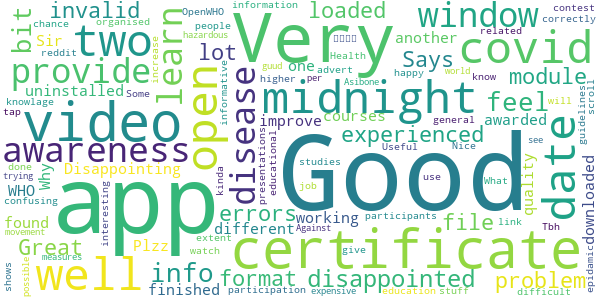 chance
organised
OpenWHO
people
information
contest
invalid
bit
two
loaded
Very
window
correctly
Sir
reddit
hazardous
lot
one
another
covid
related
provide
learn
increase
guud
advert
Health
Says
happy
know
knowlage
uninstalled
Some
open
informative
higher
per
Asibone
world
module
tap
video
midnight
feel
will
guidelines
scroll
awareness
disease
presentations
educational
improve
courses
awarded
trying
WHO
Why
Disappointing
kinda
experienced
general
Useful
Nice
see
date
done
confusing
app
interesting
Good
studies
job
use
What
quality
downloaded
found
errors
working
file
Against
Tbh
movement
Great
Plzz
different
participants
link
epidamic
extent
watch
certificate
give
possible
measures
well
info
format
disappointed
problem
shows
finished
participation
expensive
education
stuff
difficult